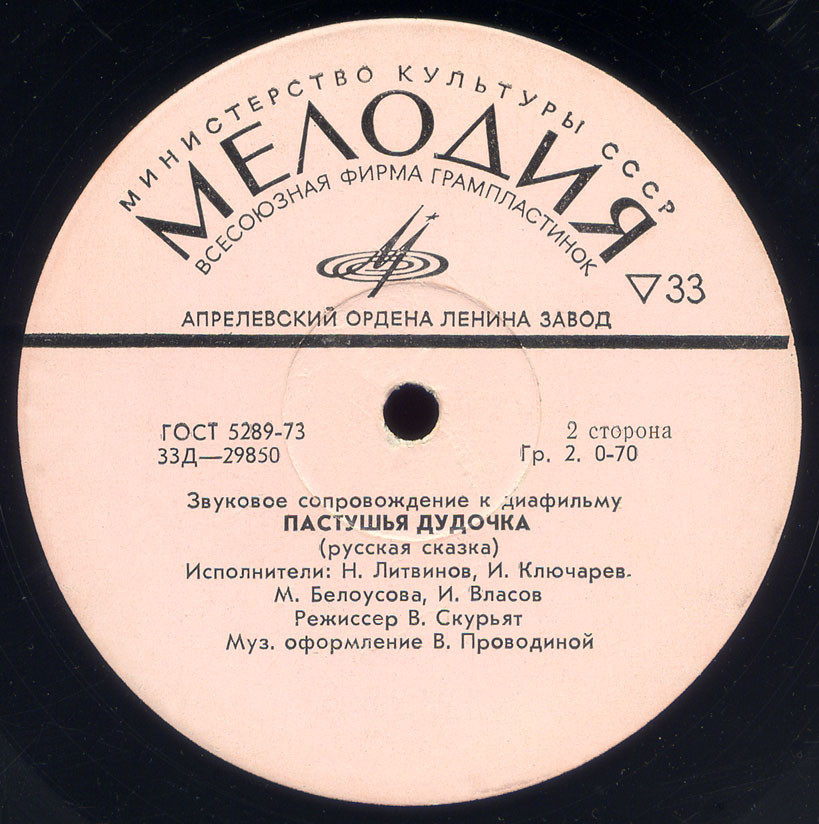 МИНИСТЕРСТВО КУЛЬТУРЫ СССР
МЕЛОДИЯ
ВСЕСОЮЗНАЯ ФИРМА ГРАМПЛАСТИНОК
▽33
АПРЕЛЕВСКИЙ ОРДЕНА ЛЕНИНА ЗАВОД
ГОСТ 5289-73 2 сторона
33Д—29850 Гр. 2. 0-70
Звуковое сопровождение к диафильму
ПАСТУШЬЯ ДУДОЧКА
(русская сказка)
Исполнители: Н. Литвинов, И. Ключарев.
М. Белоусова, И. Власов
Режиссер В. Скурьят
Муз. оформление В. Проводиной